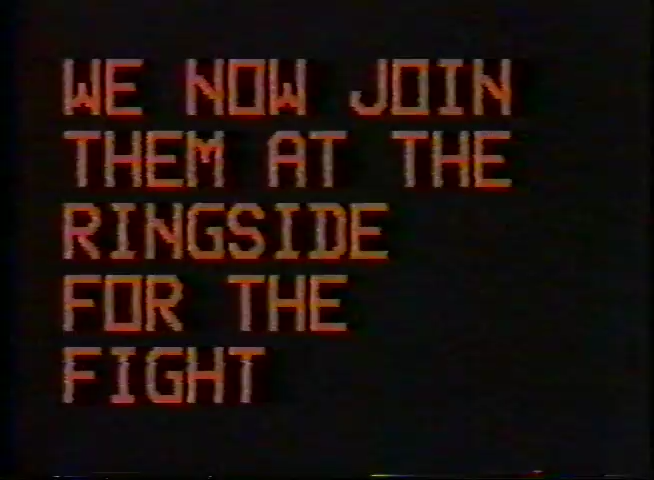 WE NOW JOIN
THEM AT THE
RINGSIDE
FOR THE
FIGHT